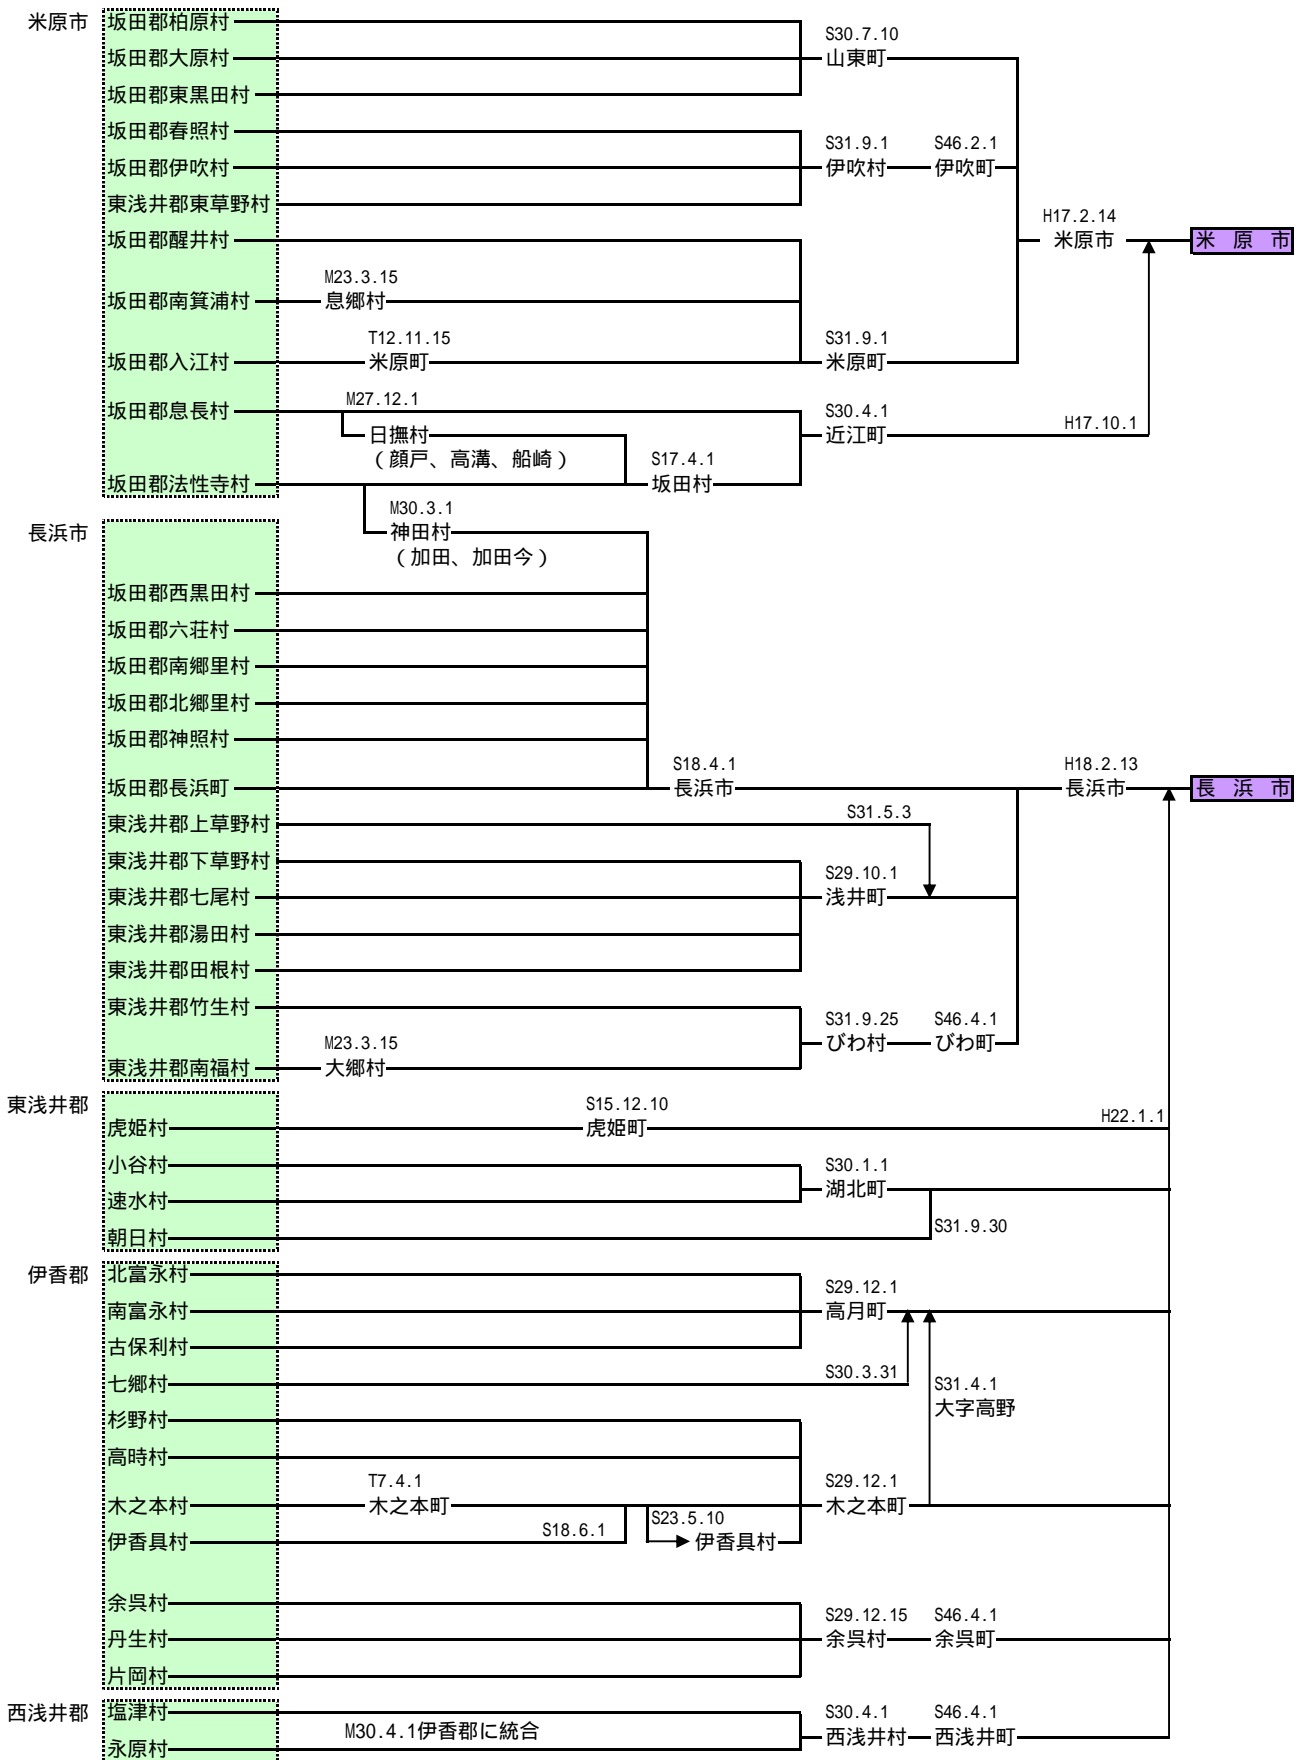 米原市
坂田郡柏原村
S30.7.10
坂田郡大原村
山東町
坂田郡東黒田村
坂田郡春照村
S31.9.1
S46.2.1
坂田郡伊吹村
伊吹村
伊吹町
東浅井郡東草野村
H17.2.14
坂田郡醒井村
米原市
米 原 市
M23.3.15
坂田郡南箕浦村
息郷村
T12.11.15
S31.9.1
坂田郡入江村
米原町
米原町
M27.12.1
坂田郡息長村
S30.4.1
H17.10.1
日撫村
近江町
(顔戸、高溝、船崎)
S17.4.1
坂田郡法性寺村
坂田村
M30.3.1
長浜市
神田村
(加田、加田今)
坂田郡西黒田村
坂田郡六荘村
坂田郡南郷里村
坂田郡北郷里村
坂田郡神照村
S18.4.1
H18.2.13
坂田郡長浜町
長浜市
長浜市
長 浜 市
S31.5.3
東浅井郡上草野村
東浅井郡下草野村
S29.10.1
東浅井郡七尾村
浅井町
東浅井郡湯田村
東浅井郡田根村
東浅井郡竹生村
S31.9.25
S46.4.1
びわ村
びわ町
M23.3.15
東浅井郡南福村
大郷村
東浅井郡
S15.12.10
H22.1.1
虎姫村
虎姫町
小谷村
S30.1.1
湖北町
速水村
S31.9.30
朝日村
伊香郡
北富永村
S29.12.1
南富永村
高月町
古保利村
S30.3.31
七郷村
S31.4.1
大字高野
杉野村
高時村
T7.4.1
S29.12.1
木之本村
木之本町
木之本町
S18.6.1
S23.5.10
伊香具村
伊香具村
余呉村
S29.12.15
S46.4.1
丹生村
余呉村
余呉町
片岡村
西浅井郡
塩津村
S30.4.1
S46.4.1
M30.4.1伊香郡に統合
西浅井村
西浅井町
永原村